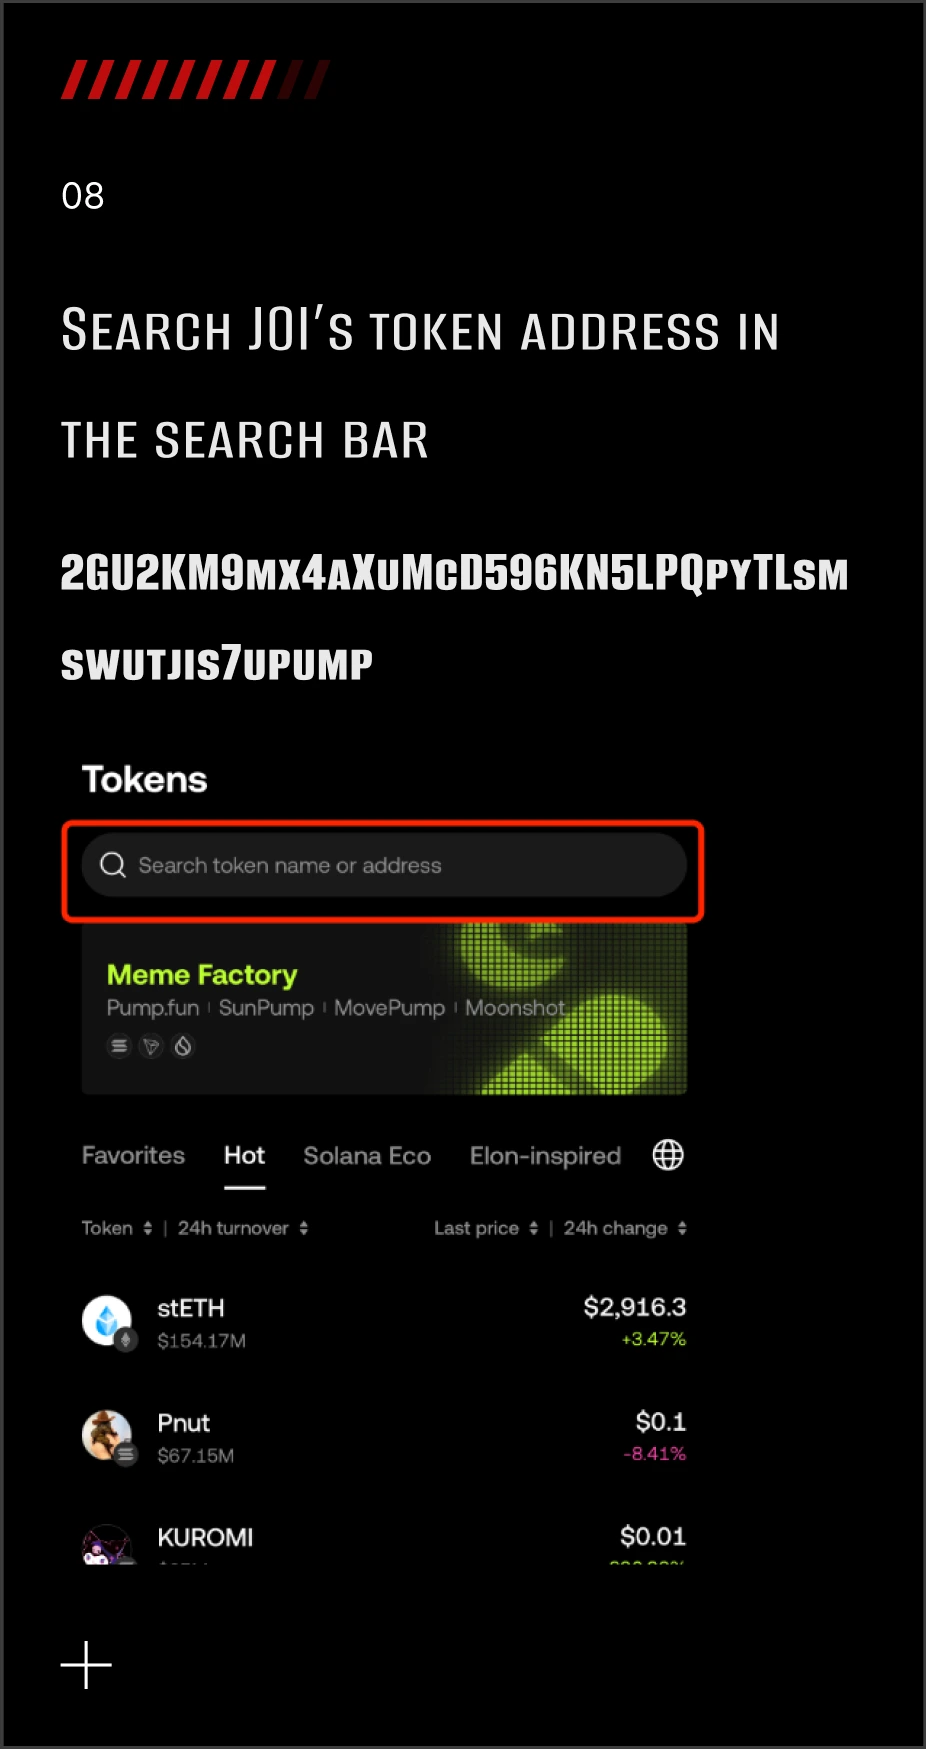 08
Search JOI's token address in
the search bar
2GU2KM9mx4aXuMcD596KN5LPQpyTLsm
swutjis7upump
Tokens
Search token name or address
Meme Factory
Pump.fun | SunPump | MovePump | Moonshot
Favorites Hot Solana Eco Elon-inspired
Token | 24h turnover Last price | 24h change
stETH $2,916.3
$154.17M +3.47%
Pnut $0.1
$67.15M -8.41%
KUROMI $0.01